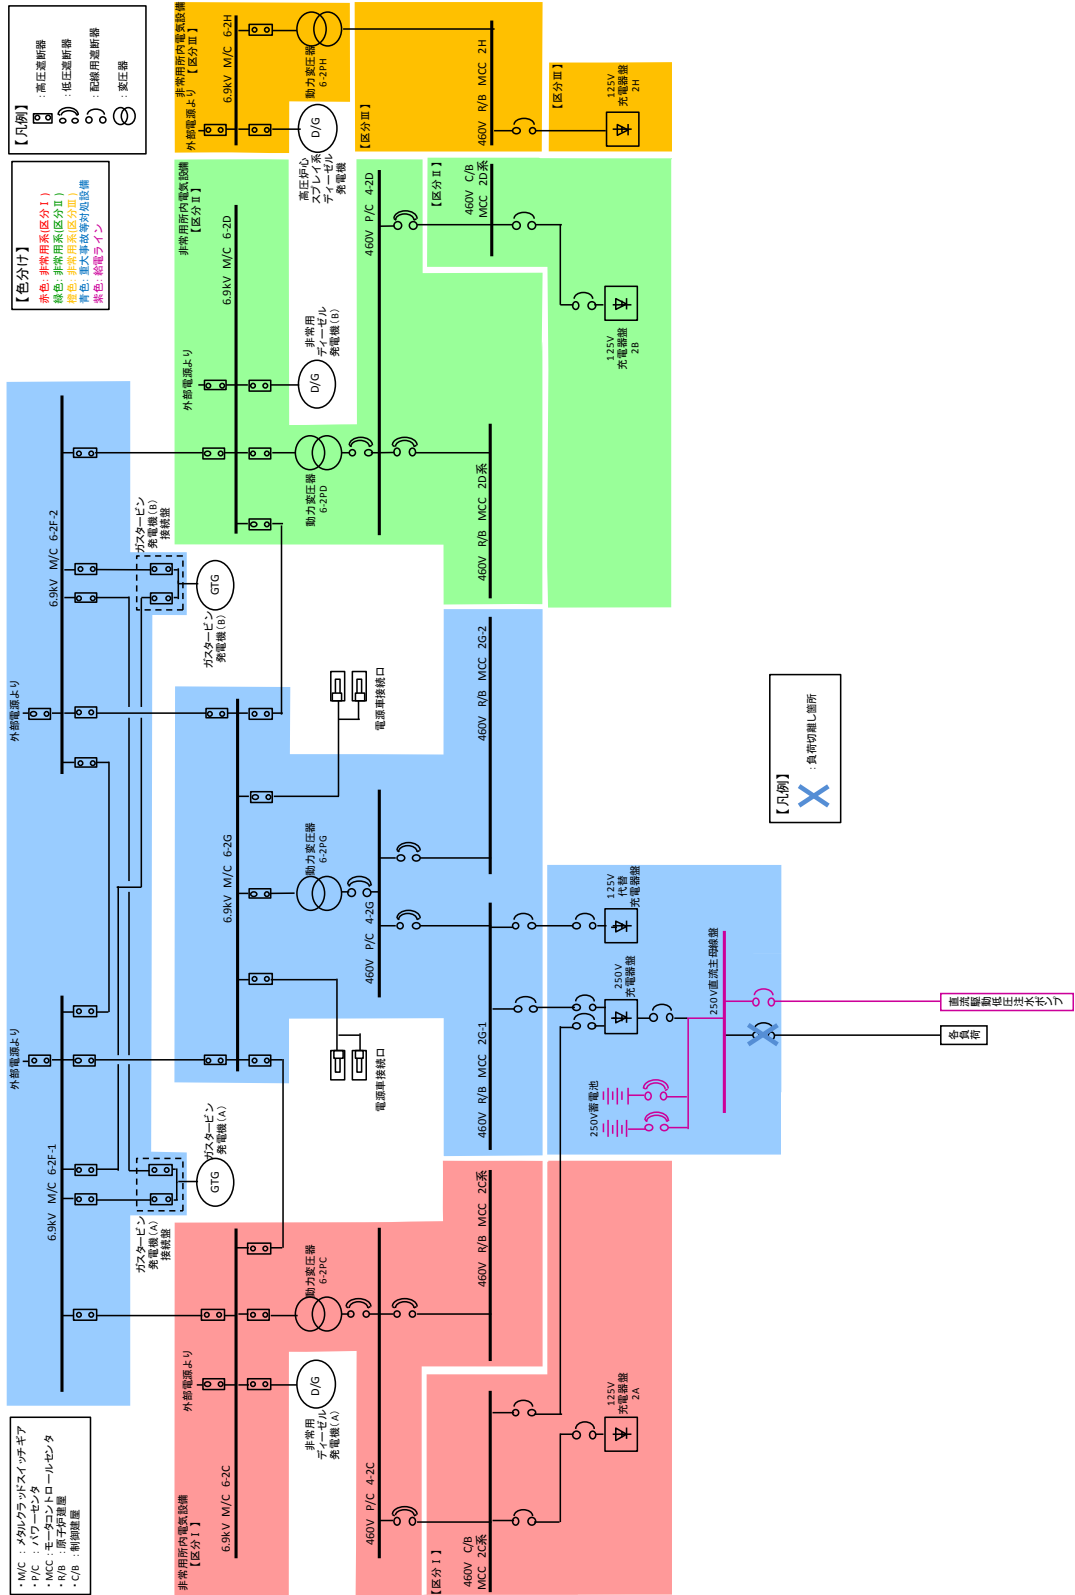 ・M/C ：メタルクラッドスイッチギア
・P/C ：パワーセンタ
・MCC：モータコントロールセンタ
・R/B ：原子炉建屋
・C/B ：制御建屋
【色分け】
赤色：非常用系(区分Ⅰ)
緑色：非常用系(区分Ⅱ)
橙色：非常用系(区分Ⅲ)
青色：重大事故等対処設備
紫色：給電ライン
【凡例】
：高圧遮断器
：低圧遮断器
：配線用遮断器
：変圧器
外部電源より
6.9kV M/C 6-2F-1
外部電源より
6.9kV M/C 6-2F-2
ガスタービン
発電機(A)
接続盤
GTG
ガスタービン
発電機(A)
ガスタービン
発電機(B)
接続盤
GTG
ガスタービン
発電機(B)
非常用所内電気設備
【区分Ⅰ】
外部電源より
6.9kV M/C 6-2C
D/G
非常用
ディーゼル
発電機(A)
動力変圧器
6-2PC
460V P/C 4-2C
【区分Ⅰ】
460V C/B
MCC 2C系
460V R/B MCC 2C系
125V
充電器盤
2A
6.9kV M/C 6-2G
電源車接続口
電源車接続口
動力変圧器
6-2PG
460V P/C 4-2G
460V R/B MCC 2G-1
460V R/B MCC 2G-2
250V
充電器盤
125V
代替
充電器盤
250V蓄電池
250V直流主母線盤
各負荷
直流駆動低圧注水ポンプ
【凡例】
：負荷切離し箇所
非常用所内電気設備
【区分Ⅱ】
外部電源より
6.9kV M/C 6-2D
D/G
非常用
ディーゼル
発電機(B)
動力変圧器
6-2PD
460V P/C 4-2D
460V R/B MCC 2D系
【区分Ⅱ】
460V C/B
MCC 2D系
125V
充電器盤
2B
非常用所内電気設備
【区分Ⅲ】
外部電源より
6.9kV M/C 6-2H
D/G
高圧炉心
スプレイ系
ディーゼル
発電機
動力変圧器
6-2PH
【区分Ⅲ】
460V R/B MCC 2H
【区分Ⅲ】
125V
充電器盤
2H